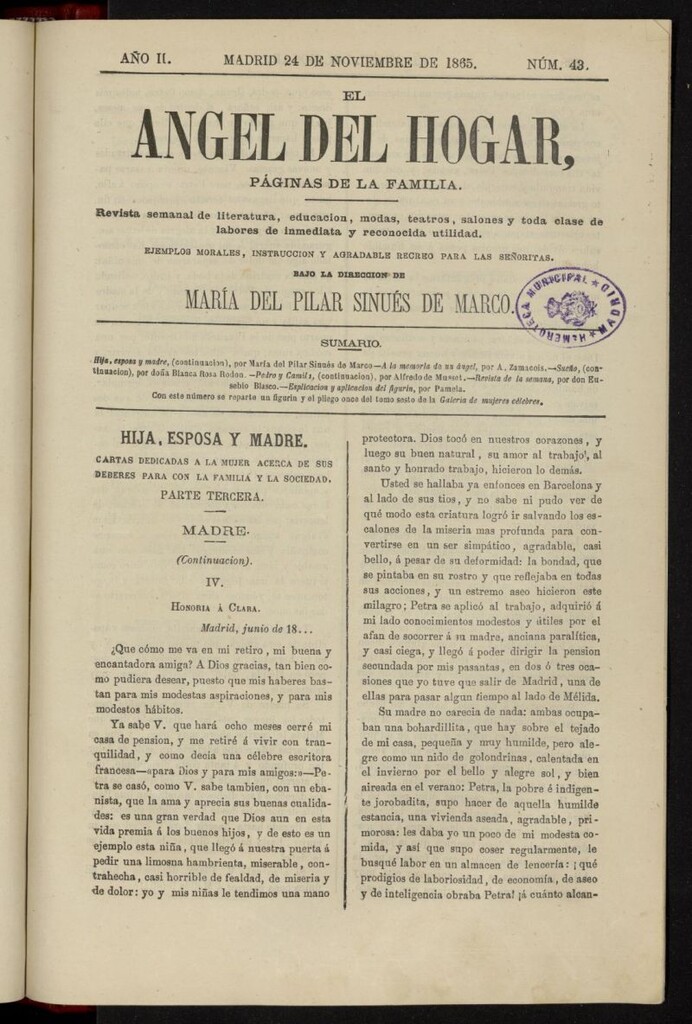 AÑO II. MADRID 24 DE NOVIEMBRE DE 1865. NÚM. 43.
EL
ANGEL DEL HOGAR,
PÁGINAS DE LA FAMILIA.
Revista semanal de literatura, educacion, modas, teatros, salones y toda clase de
labores de inmediata y reconocida utilidad.
EJEMPLOS MORALES, INSTRUCCION Y AGRADABLE RECREO PARA LAS SEÑORITAS.
BAJO LA DIRECCION DE
MARÍA DEL PILAR SINUÉS DE MARCO.
HEMEROTECA MUNICIPAL ★ MADRID ★
SUMARIO.
Hija, esposa y madre, (continuacion), por María del Pilar Sinués de Marco—A la memoria de un ángel, por A. Zamacois.—Sueño, (con-
tinuacion), por doña Blanca Rosa Rodon.—Pedro y Camila, (continuacion), por Alfredo de Musset.—Revista de la semana, por don Eu-
sebio Blasco.—Esplicacion y aplicacion del figurin, por Pamela.
Con este número se reparte un figurin y el pliego once del tomo sesto de la Galeria de mujeres célebres.
HIJA, ESPOSA Y MADRE.
CARTAS DEDICADAS A LA MUJER ACERCA DE SUS
DEBERES PARA CON LA FAMILIA Y LA SOCIEDAD.
PARTE TERCERA.
MADRE.
(Continuacion).
IV.
HONORIA Á CLARA.
Madrid, junio de 18...
¿Que cómo me va en mi retiro, mi buena y
encantadora amiga? A Dios gracias, tan bien co-
mo pudiera desear, puesto que mis haberes bas-
tan para mis modestas aspiraciones, y para mis
modestos hábitos.
Ya sabe V. que hará ocho meses cerré mi
casa de pension, y me retiré á vivir con tran-
quilidad, y como decia una célebre escritora
francesa—«para Dios y para mis amigos:»—Pe-
tra se casó, como V. sabe tambien, con un eba-
nista, que la ama y aprecia sus buenas cualida-
des: es una gran verdad que Dios aun en esta
vida premia á los buenos hijos, y de esto es un
ejemplo esta niña, que llegó á nuestra puerta á
pedir una limosna hambrienta, miserable, con-
trahecha, casi horrible de fealdad, de miseria y
de dolor: yo y mis niñas le tendimos una mano
protectora. Dios tocó en nuestros corazones, y
luego su buen natural, su amor al trabajo, al
santo y honrado trabajo, hicieron lo demás.
Usted se hallaba ya entonces en Barcelona y
al lado de sus tios, y no sabe ni pudo ver de
qué modo esta criatura logró ir salvando los es-
calones de la miseria mas profunda para con-
vertirse en un ser simpático, agradable, casi
bello, á pesar de su deformidad: la bondad, que
se pintaba en su rostro y que reflejaba en todas
sus acciones, y un estremo aseo hicieron este
milagro; Petra se aplicó al trabajo, adquirió á
mi lado conocimientos modestos y útiles por el
afan de socorrer á su madre, anciana paralítica,
y casi ciega, y llegó á poder dirigir la pension
secundada por mis pasantas, en dos ó tres oca-
siones que yo tuve que salir de Madrid, una de
ellas para pasar algun tiempo al lado de Mélida.
Su madre no carecia de nada: ambas ocupa-
ban una bohardillita, que hay sobre el tejado
de mi casa, pequeña y muy humilde, pero ale-
gre como un nido de golondrinas, calentada en
el invierno por el bello y alegre sol, y bien
aireada en el verano: Petra, la pobre é indigen-
te jorobadita, supo hacer de aquella humilde
estancia, una vivienda aseada, agradable, pri-
morosa: les daba yo un poco de mi modesta co-
mida, y así que supo coser regularmente, le
busqué labor en un almacen de lencería: ¡qué
prodigios de laboriosidad, de economía, de aseo
y de inteligencia obraba Petra! ¡á cuánto alcan-